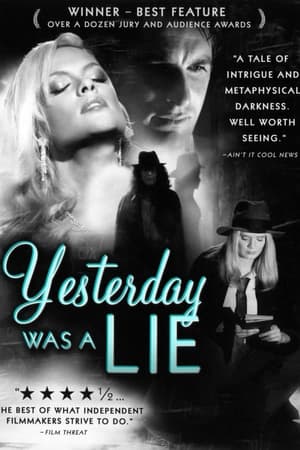 WINNER – BEST FEATURE
OVER A DOZEN JURY AND AUDIENCE AWARDS
"A TALE OF
INTRIGUE AND
METAPHYSICAL
DARKNESS.
WELL WORTH
SEEING."
–AIN'T IT COOL NEWS
Yesterday
WAS A LIE
"★★★★½...
THE BEST OF WHAT INDEPENDENT
FILMMAKERS STRIVE TO DO."
– FILM THREAT